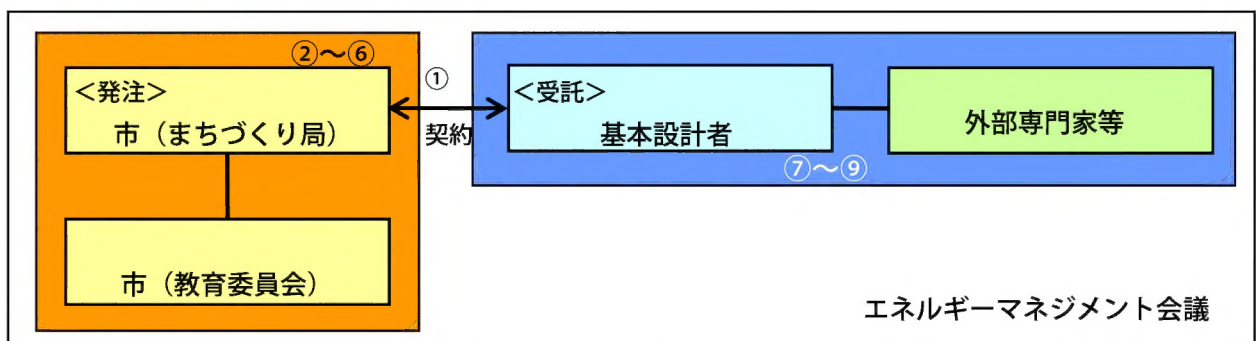 ②～⑥
＜発注＞
市（まちづくり局）
市（教育委員会）
①
契約
＜受託＞
基本設計者
外部専門家等
⑦～⑨
エネルギーマネジメント会議